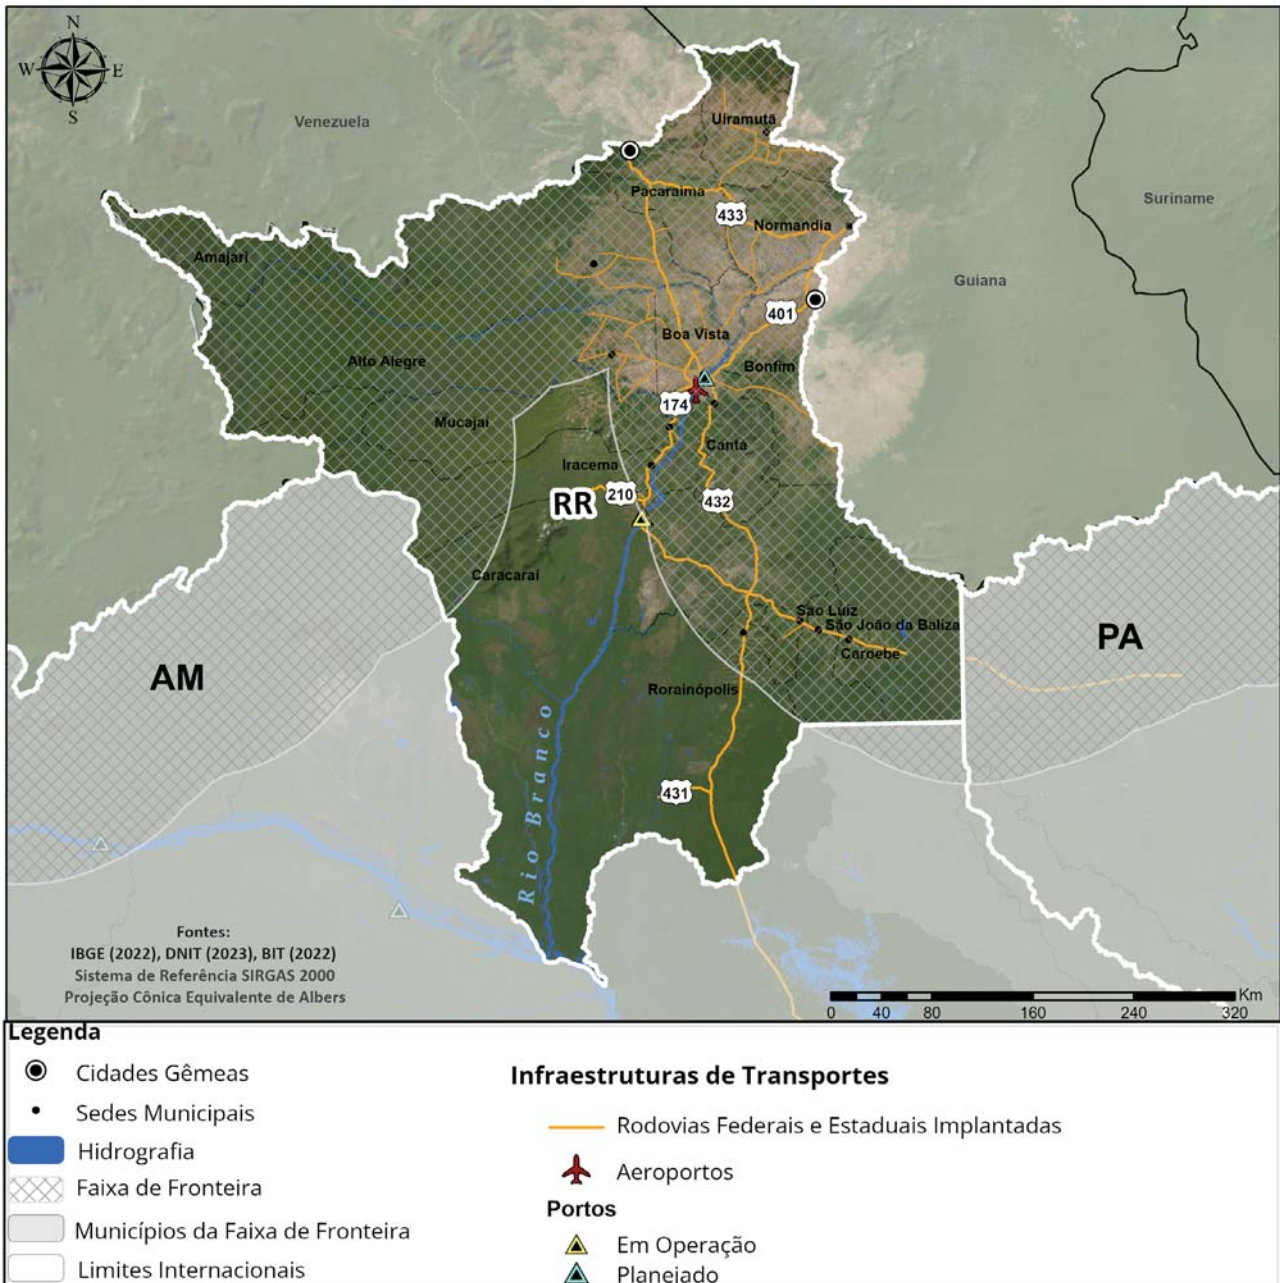 N
W
E
S
Venezuela
Uiramutã
Pacaraima
433
Normandia
Suriname
Amajari
Guiana
401
Boa Vista
Alto Alegre
Bonfim
174
Mucajaí
Cantá
Iracema
210
RR
432
Caracaraí
São Luiz
São João da Baliza
PA
Caroebe
AM
Rorainópolis
Rio Branco
431
Fontes:
IBGE (2022), DNIT (2023), BIT (2022)
Sistema de Referência SIRGAS 2000
Projeção Cônica Equivalente de Albers
Km
0 40 80 160 240 320
Legenda
Cidades Gêmeas
Sedes Municipais
Hidrografia
Faixa de Fronteira
Municípios da Faixa de Fronteira
Limites Internacionais
Infraestruturas de Transportes
Rodovias Federais e Estaduais Implantadas
Aeroportos
Portos
Em Operação
Planejado